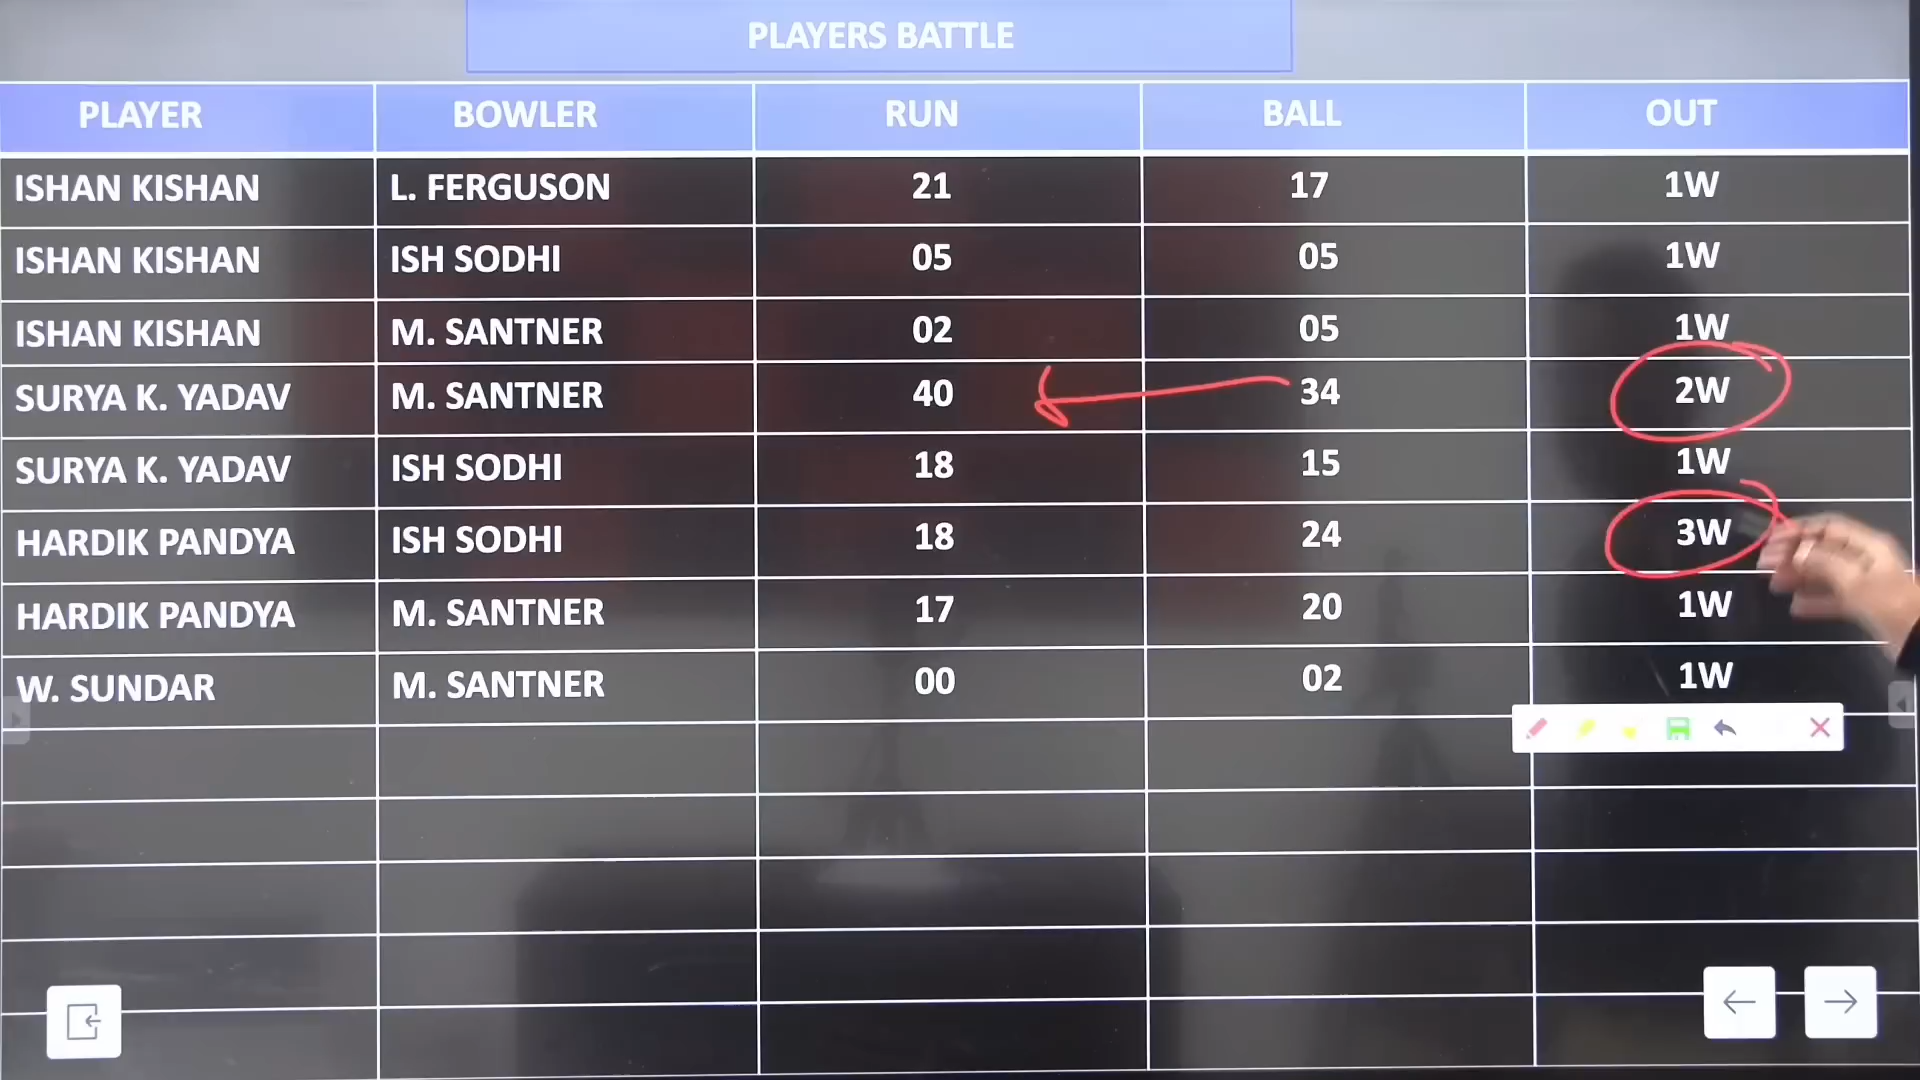 PLAYERS BATTLE
PLAYER BOWLER RUN BALL OUT
ISHAN KISHAN L. FERGUSON 21 17 1W
ISHAN KISHAN ISH SODHI 05 05 1W
ISHAN KISHAN M. SANTNER 02 05 1W
SURYA K. YADAV M. SANTNER 40 34 2W
SURYA K. YADAV ISH SODHI 18 15 1W
HARDIK PANDYA ISH SODHI 18 24 3W
HARDIK PANDYA M. SANTNER 17 20 1W
W. SUNDAR M. SANTNER 00 02 1W